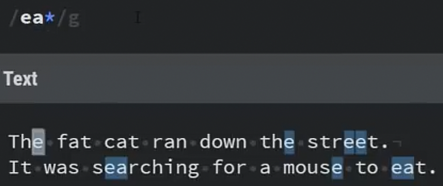 /ea*/g
Text
The fat cat ran down the street.
It was searching for a mouse to eat.